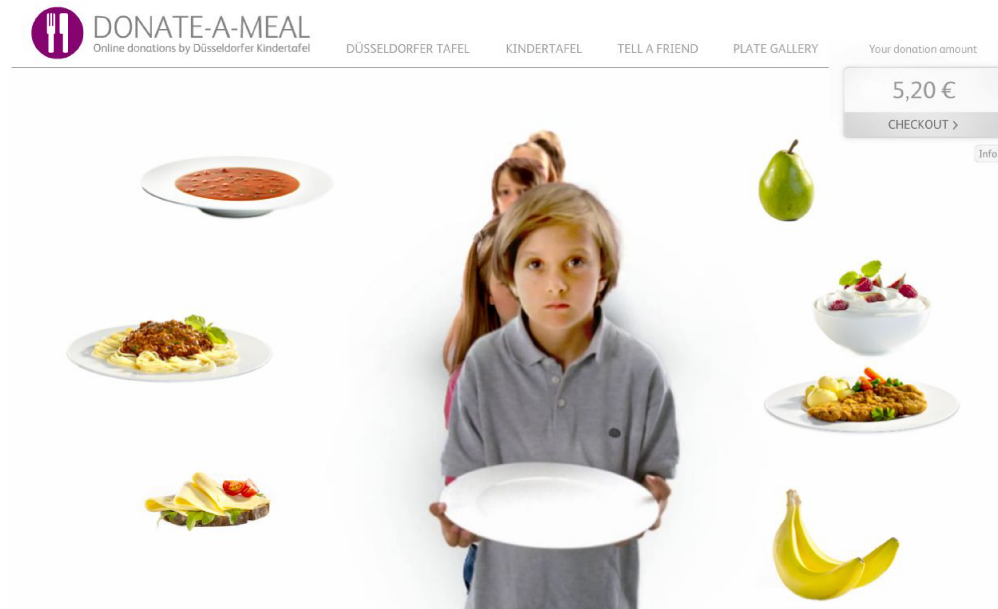 DONATE-A-MEAL
Online donations by Düsseldorfer Kindertafel
DÜSSELDORFER TAFEL
KINDERTAFEL
TELL A FRIEND
PLATE GALLERY
Your donation amount
5,20 €
CHECKOUT >
Info